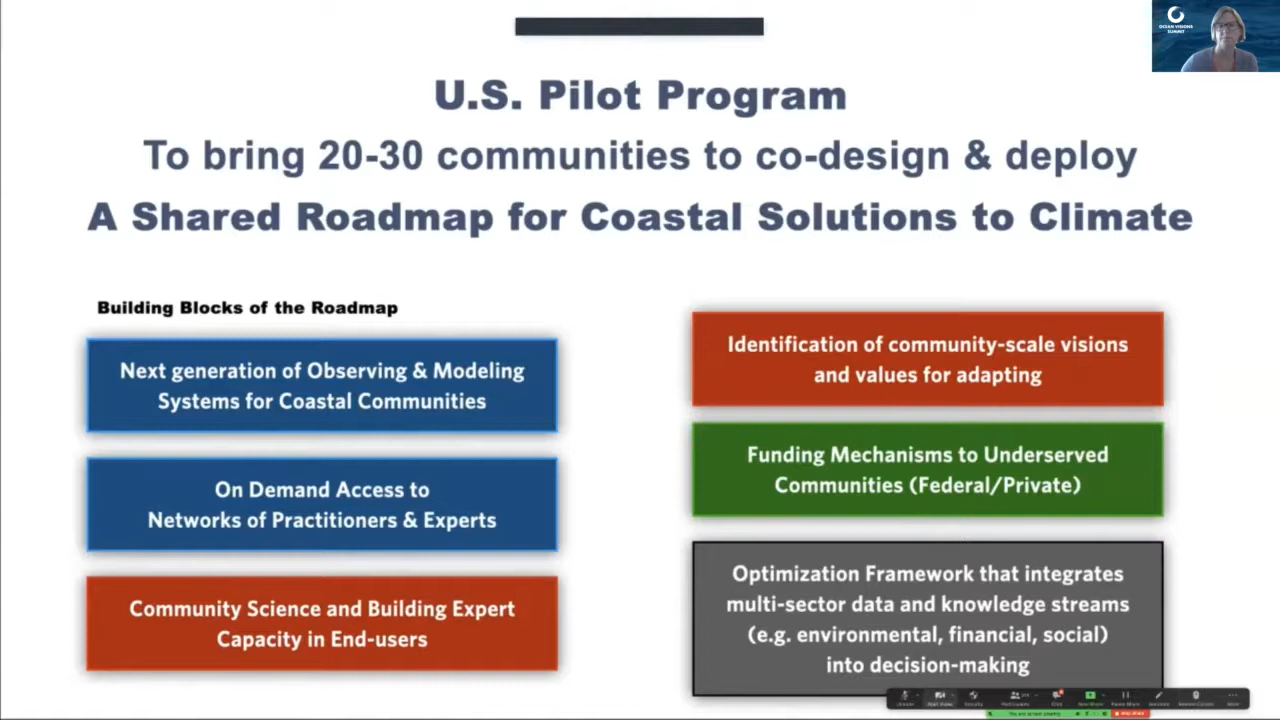 OCEAN VISIONS
SUMMIT
U.S. Pilot Program
To bring 20-30 communities to co-design & deploy
A Shared Roadmap for Coastal Solutions to Climate
Building Blocks of the Roadmap
Next generation of Observing & Modeling
Systems for Coastal Communities
On Demand Access to
Networks of Practitioners & Experts
Community Science and Building Expert
Capacity in End-users
Identification of community-scale visions
and values for adapting
Funding Mechanisms to Underserved
Communities (Federal/Private)
Optimization Framework that integrates
multi-sector data and knowledge streams
(e.g. environmental, financial, social)
into decision-making